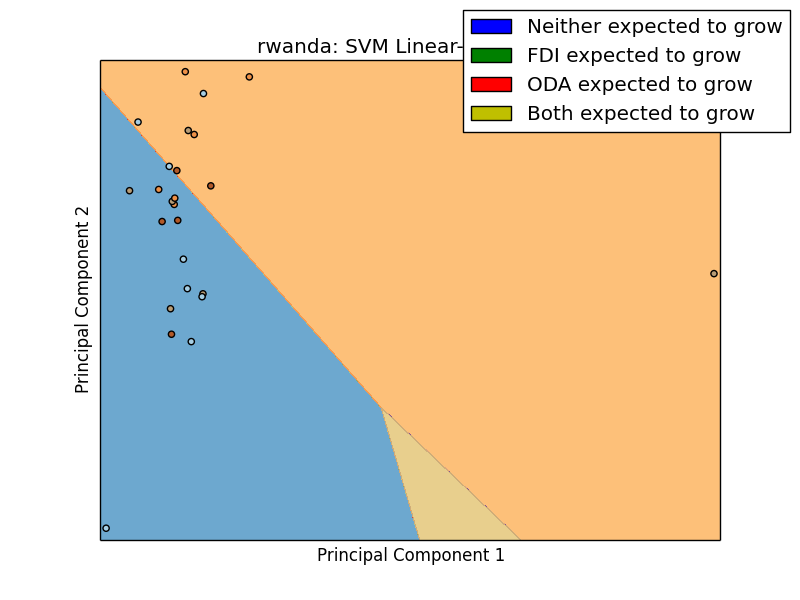 rwanda: SVM Linear-
Neither expected to grow
FDI expected to grow
ODA expected to grow
Both expected to grow
Principal Component 2
Principal Component 1